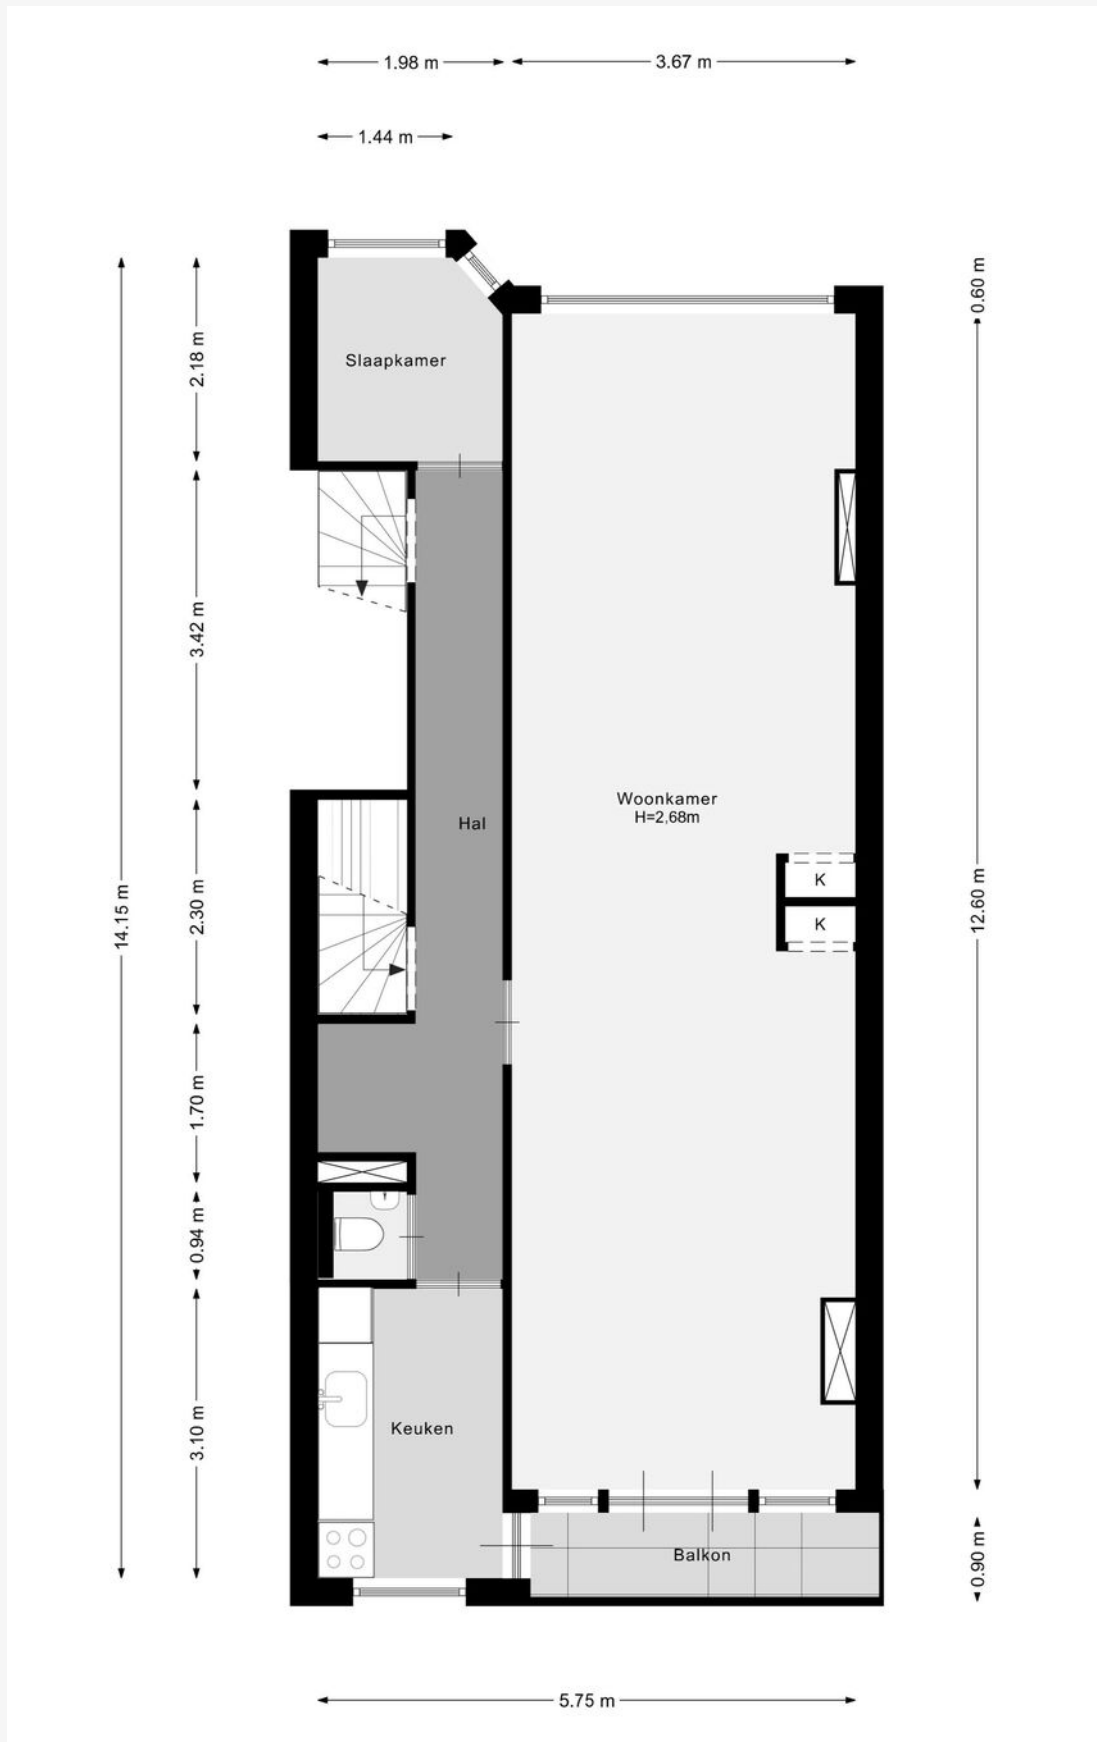 1.98 m
3.67 m
1.44 m
0.60 m
2.18 m
Slaapkamer
3.42 m
Woonkamer
H=2,68m
Hal
K
K
2.30 m
14.15 m
12.60 m
1.70 m
0.94 m
3.10 m
Keuken
Balkon
0.90 m
5.75 m